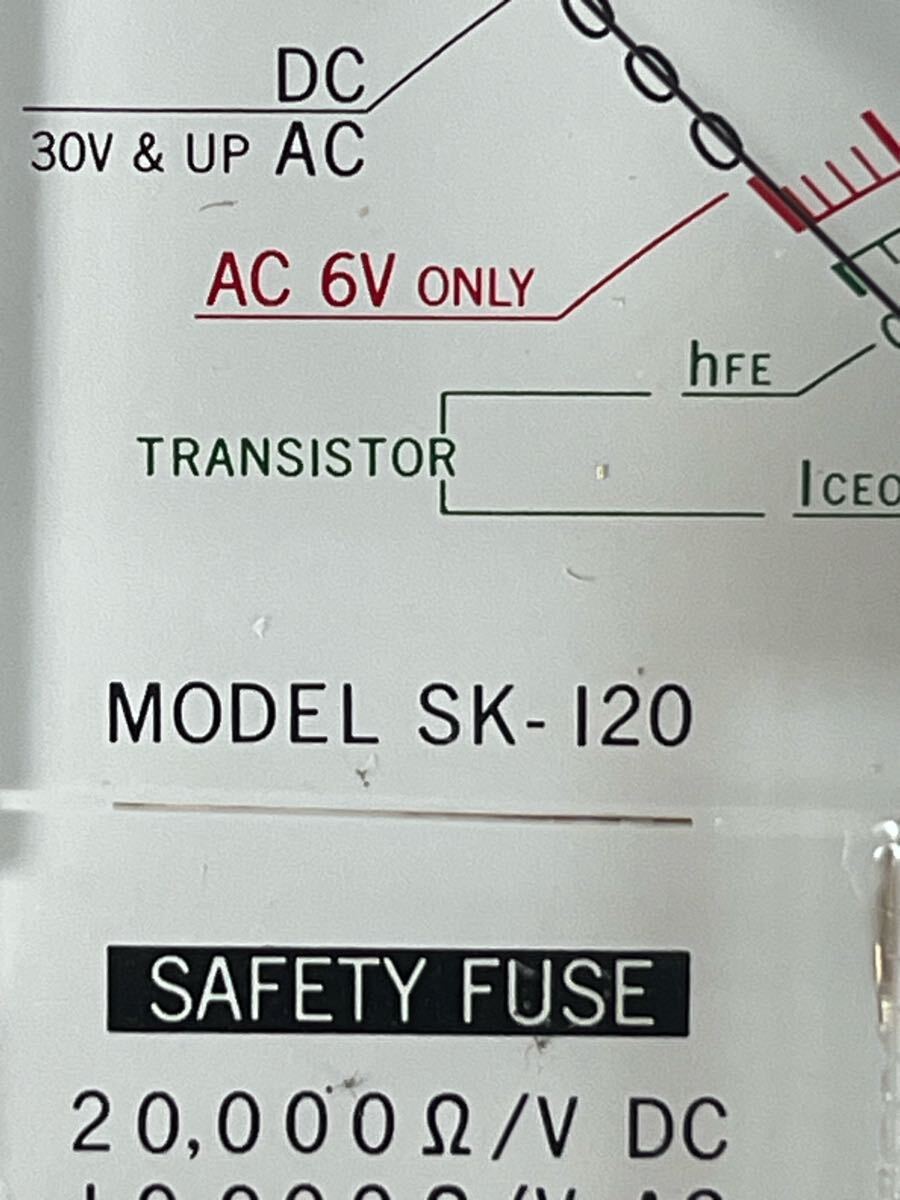 DC
30V & UP AC
AC 6V ONLY
hFE
TRANSISTOR
ICEO
MODEL SK-120
SAFETY FUSE
20,000Ω/V DC